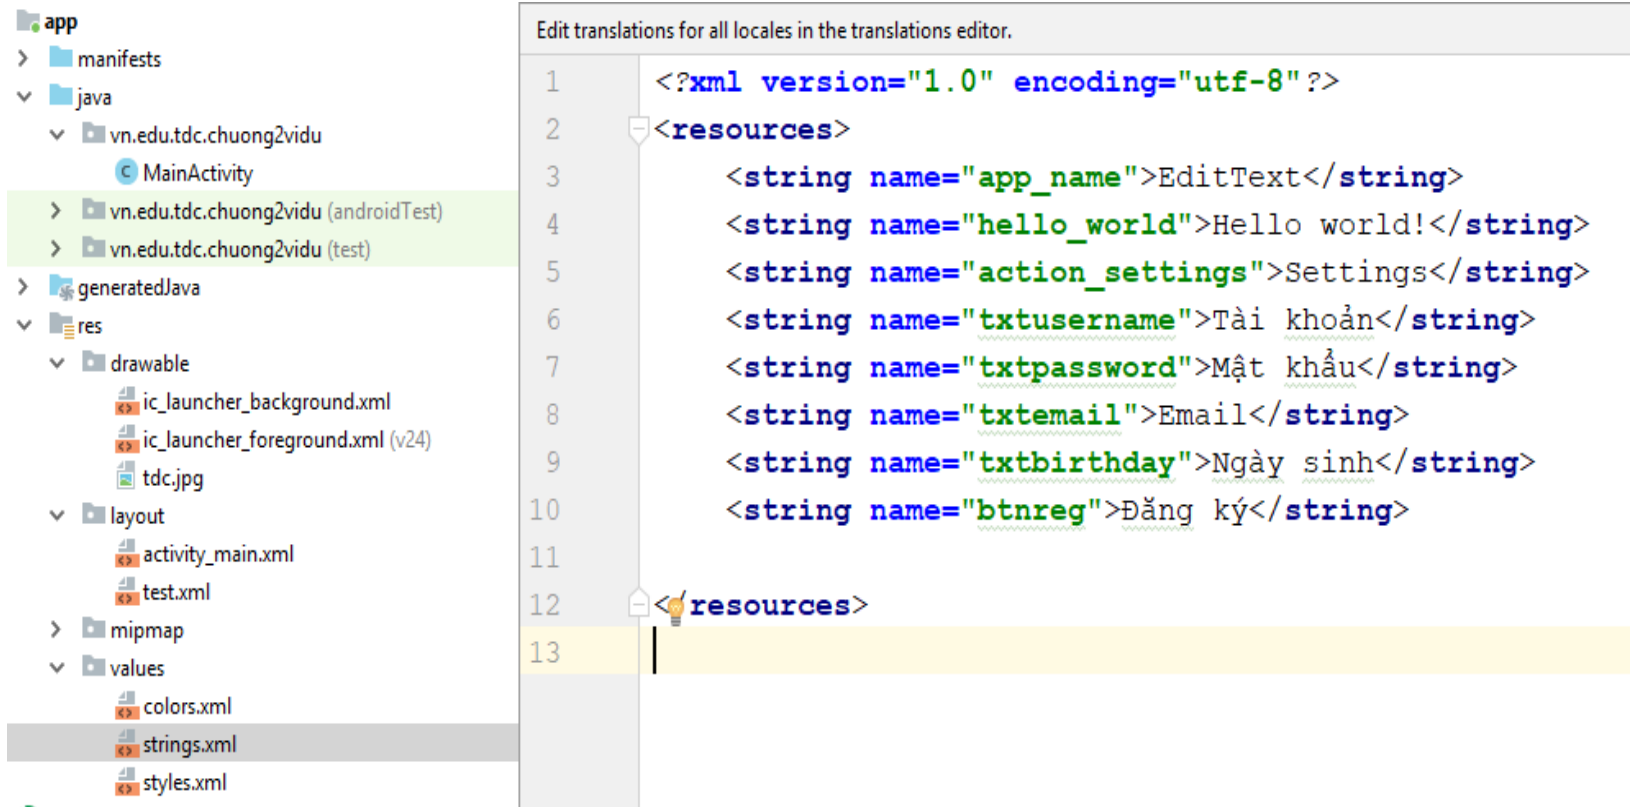 app
manifests
java
vn.edu.tdc.chuong2vidu
MainActivity
vn.edu.tdc.chuong2vidu (androidTest)
vn.edu.tdc.chuong2vidu (test)
generatedJava
res
drawable
ic_launcher_background.xml
ic_launcher_foreground.xml (v24)
tdc.jpg
layout
activity_main.xml
test.xml
mipmap
values
colors.xml
strings.xml
styles.xml
Edit translations for all locales in the translations editor.
1 <?xml version="1.0" encoding="utf-8"?>
2 <resources>
3 <string name="app_name">EditText</string>
4 <string name="hello_world">Hello world!</string>
5 <string name="action_settings">Settings</string>
6 <string name="txtusername">Tài khoản</string>
7 <string name="txtpassword">Mật khẩu</string>
8 <string name="txtemail">Email</string>
9 <string name="txtbirthday">Ngày sinh</string>
10 <string name="btnreg">Đăng ký</string>
11
12 </resources>
13